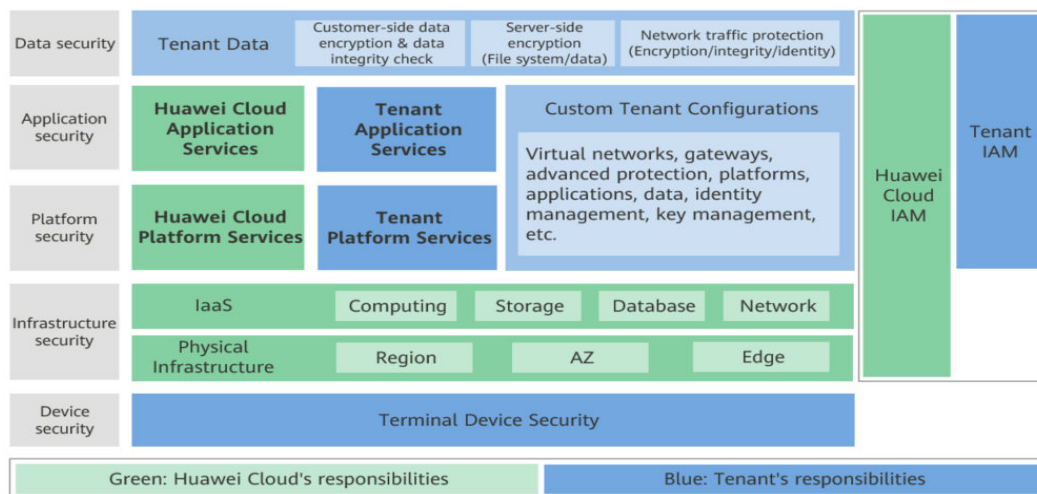 Data security
Tenant Data
Customer-side data
encryption & data
integrity check
Server-side
encryption
(File system/data)
Network traffic protection
(Encryption/integrity/identity)
Application
security
Huawei Cloud
Application
Services
Tenant
Application
Services
Custom Tenant Configurations
Virtual networks, gateways,
advanced protection, platforms,
applications, data, identity
management, key management,
etc.
Platform
security
Huawei Cloud
Platform Services
Tenant
Platform Services
Huawei
Cloud
IAM
Tenant
IAM
Infrastructure
security
IaaS
Computing
Storage
Database
Network
Physical
Infrastructure
Region
AZ
Edge
Device
security
Terminal Device Security
Green: Huawei Cloud's responsibilities
Blue: Tenant's responsibilities